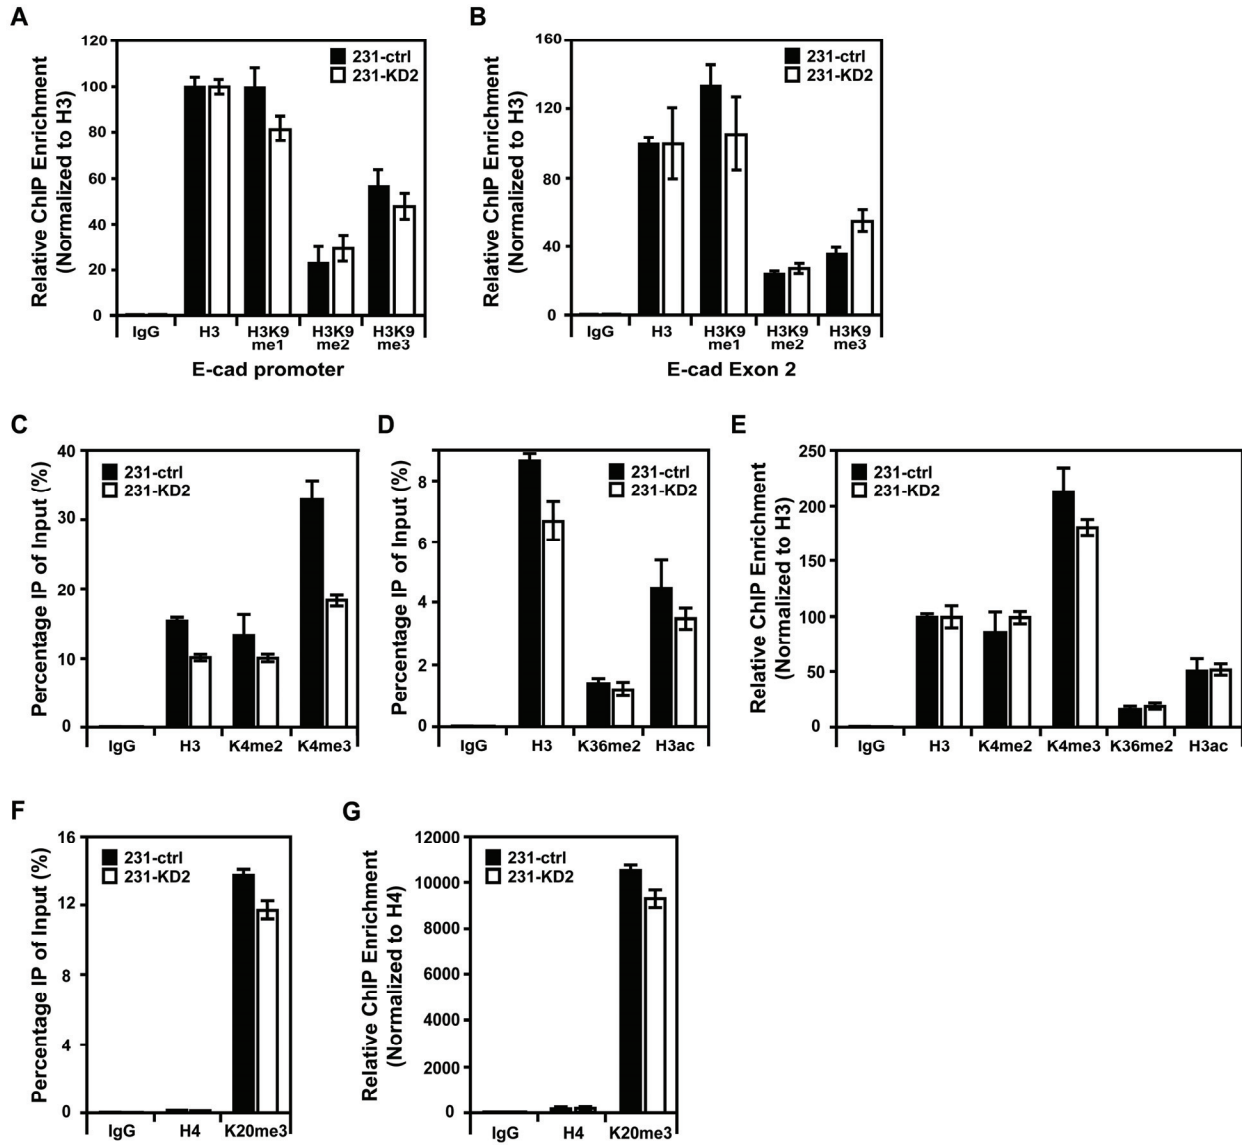 A
Relative ChIP Enrichment
(Normalized to H3)
120
100
80
60
40
20
0
231-ctrl
231-KD2
IgG
H3
H3K9
me1
H3K9
me2
H3K9
me3
E-cad promoter
B
Relative ChIP Enrichment
(Normalized to H3)
160
120
80
40
0
231-ctrl
231-KD2
IgG
H3
H3K9
me1
H3K9
me2
H3K9
me3
E-cad Exon 2
C
Percentage IP of Input (%)
40
30
20
10
0
231-ctrl
231-KD2
IgG
H3
K4me2
K4me3
D
Percentage IP of Input (%)
8
6
4
2
0
231-ctrl
231-KD2
IgG
H3
K36me2
H3ac
E
Relative ChIP Enrichment
(Normalized to H3)
250
200
150
100
50
0
231-ctrl
231-KD2
IgG
H3
K4me2
K4me3
K36me2
H3ac
F
Percentage IP of Input (%)
16
12
8
4
0
231-ctrl
231-KD2
IgG
H4
K20me3
G
Relative ChIP Enrichment
(Normalized to H4)
12000
10000
8000
6000
4000
2000
0
231-ctrl
231-KD2
IgG
H4
K20me3